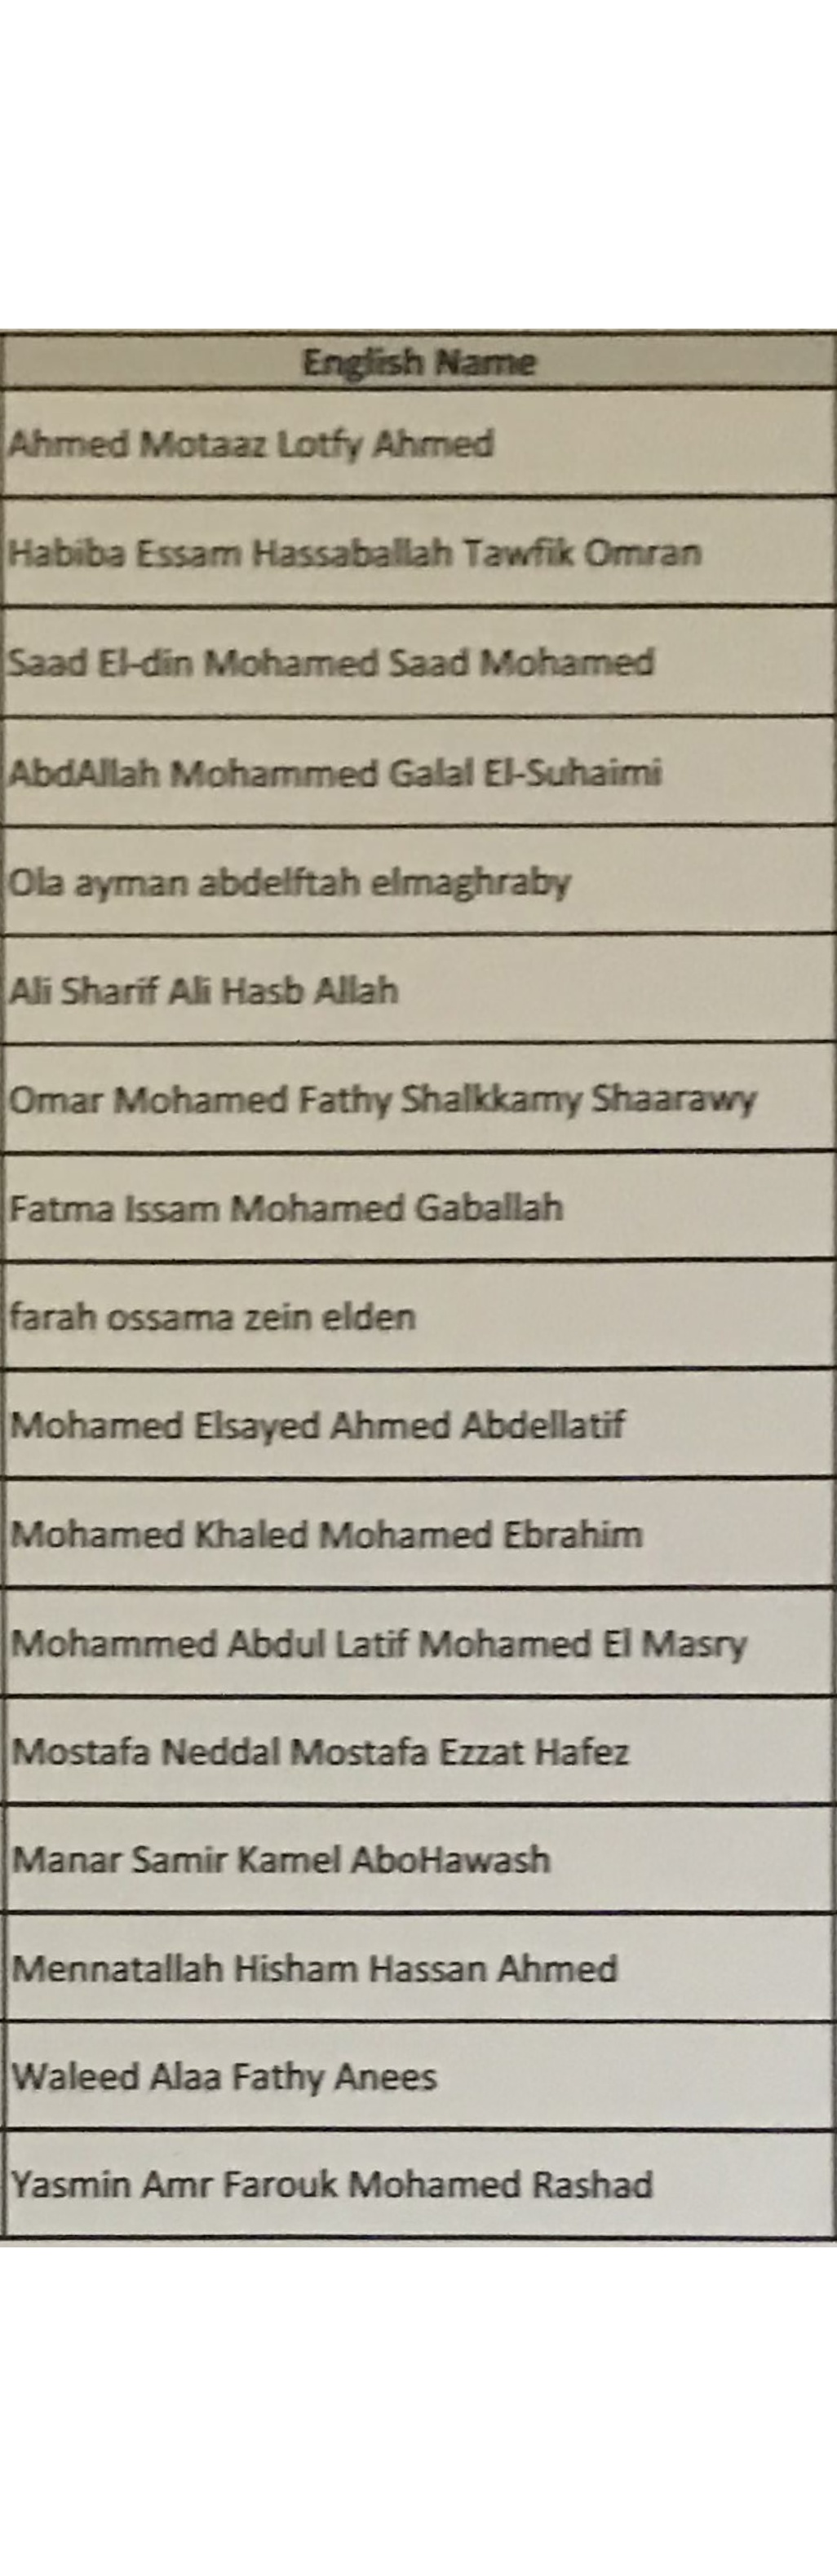 English Name
Ahmed Motaaz Lotfy Ahmed
Habiba Essam Hassaballah Tawfik Omran
Saad El-din Mohamed Saad Mohamed
AbdAllah Mohammed Galal El-Suhaimi
Ola ayman abdelftah elmaghraby
Ali Sharif Ali Hasb Allah
Omar Mohamed Fathy Shalkkamy Shaarawy
Fatma Issam Mohamed Gaballah
farah ossama zein elden
Mohamed Elsayed Ahmed Abdellatif
Mohamed Khaled Mohamed Ebrahim
Mohammed Abdul Latif Mohamed El Masry
Mostafa Neddal Mostafa Ezzat Hafez
Manar Samir Kamel AboHawash
Mennatallah Hisham Hassan Ahmed
Waleed Alaa Fathy Anees
Yasmin Amr Farouk Mohamed Rashad